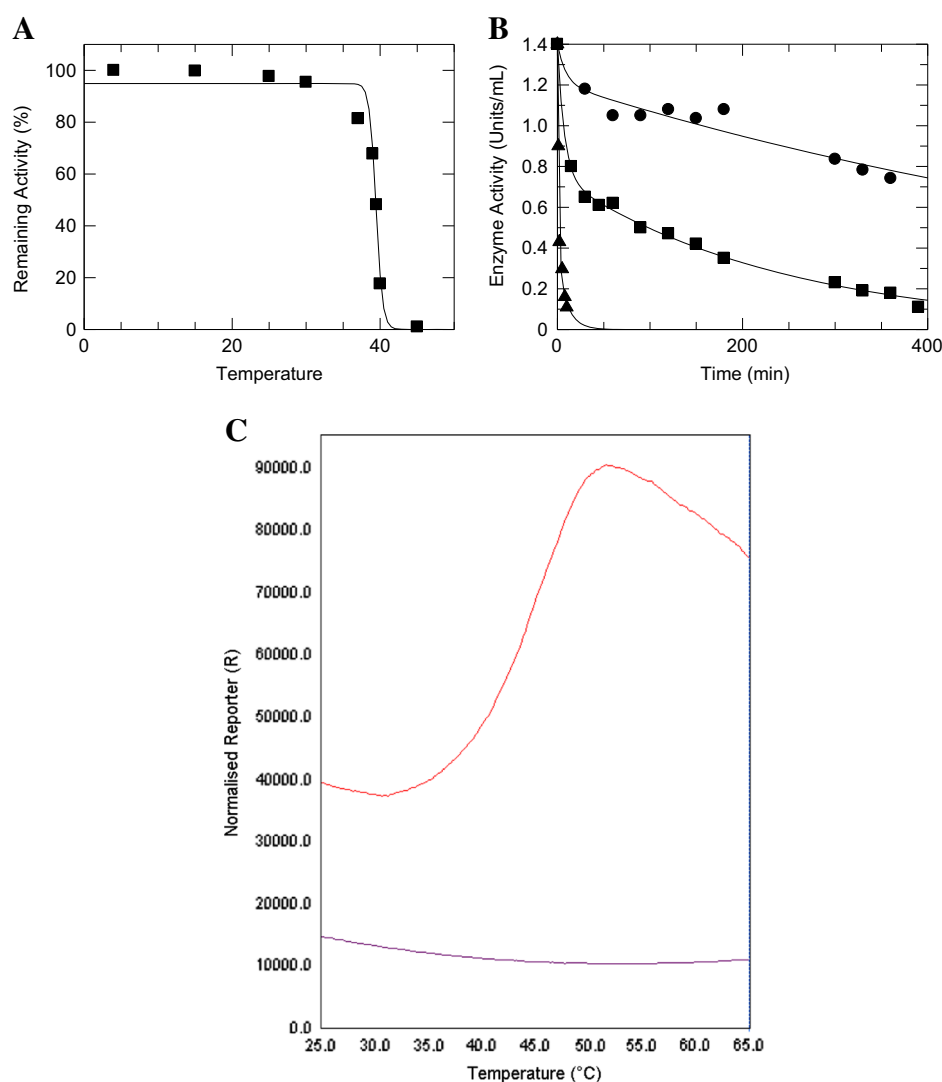 A
Remaining Activity (%)
100
80
60
40
20
0
0 20 40
Temperature
B
Enzyme Activity (Units/mL)
1.4
1.2
1.0
0.8
0.6
0.4
0.2
0
0 200 400
Time (min)
C
Normalised Reporter (R)
90000.0
80000.0
70000.0
60000.0
50000.0
40000.0
30000.0
20000.0
10000.0
0.0
25.0 30.0 35.0 40.0 45.0 50.0 55.0 60.0 65.0
Temperature (°C)